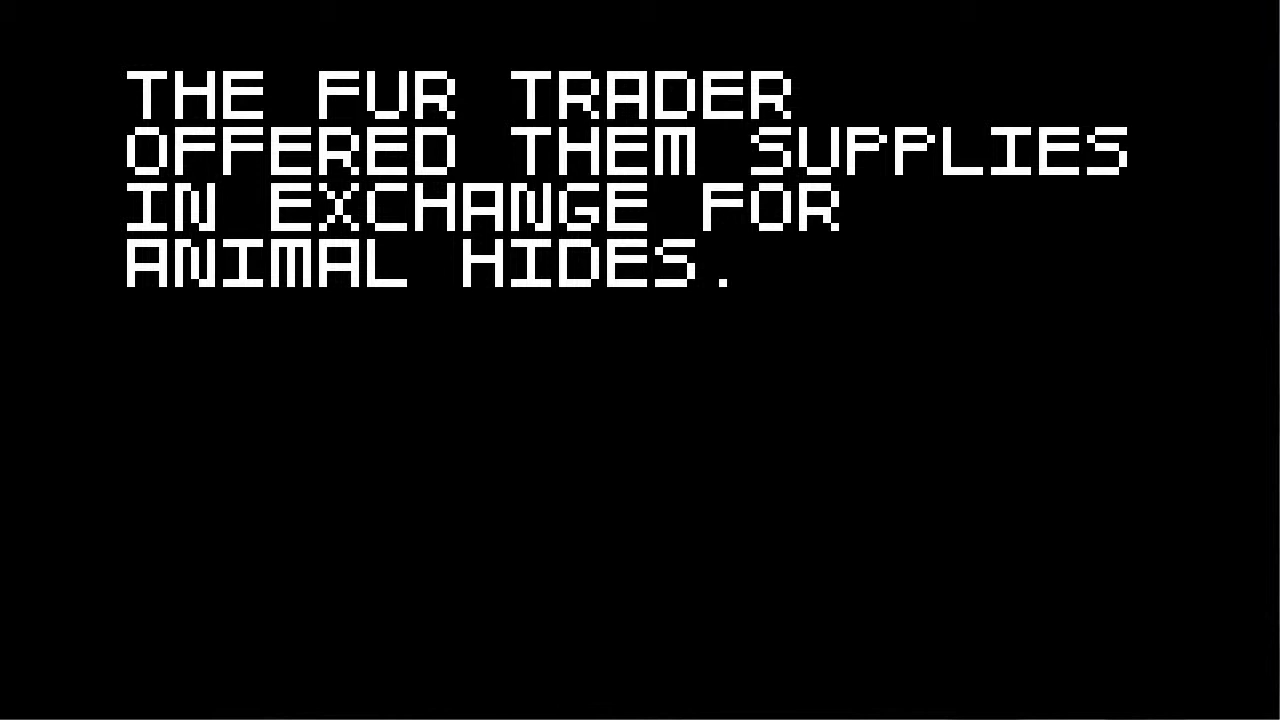 THE FUR TRADER
OFFERED THEM SUPPLIES
IN EXCHANGE FOR
ANIMAL HIDES.